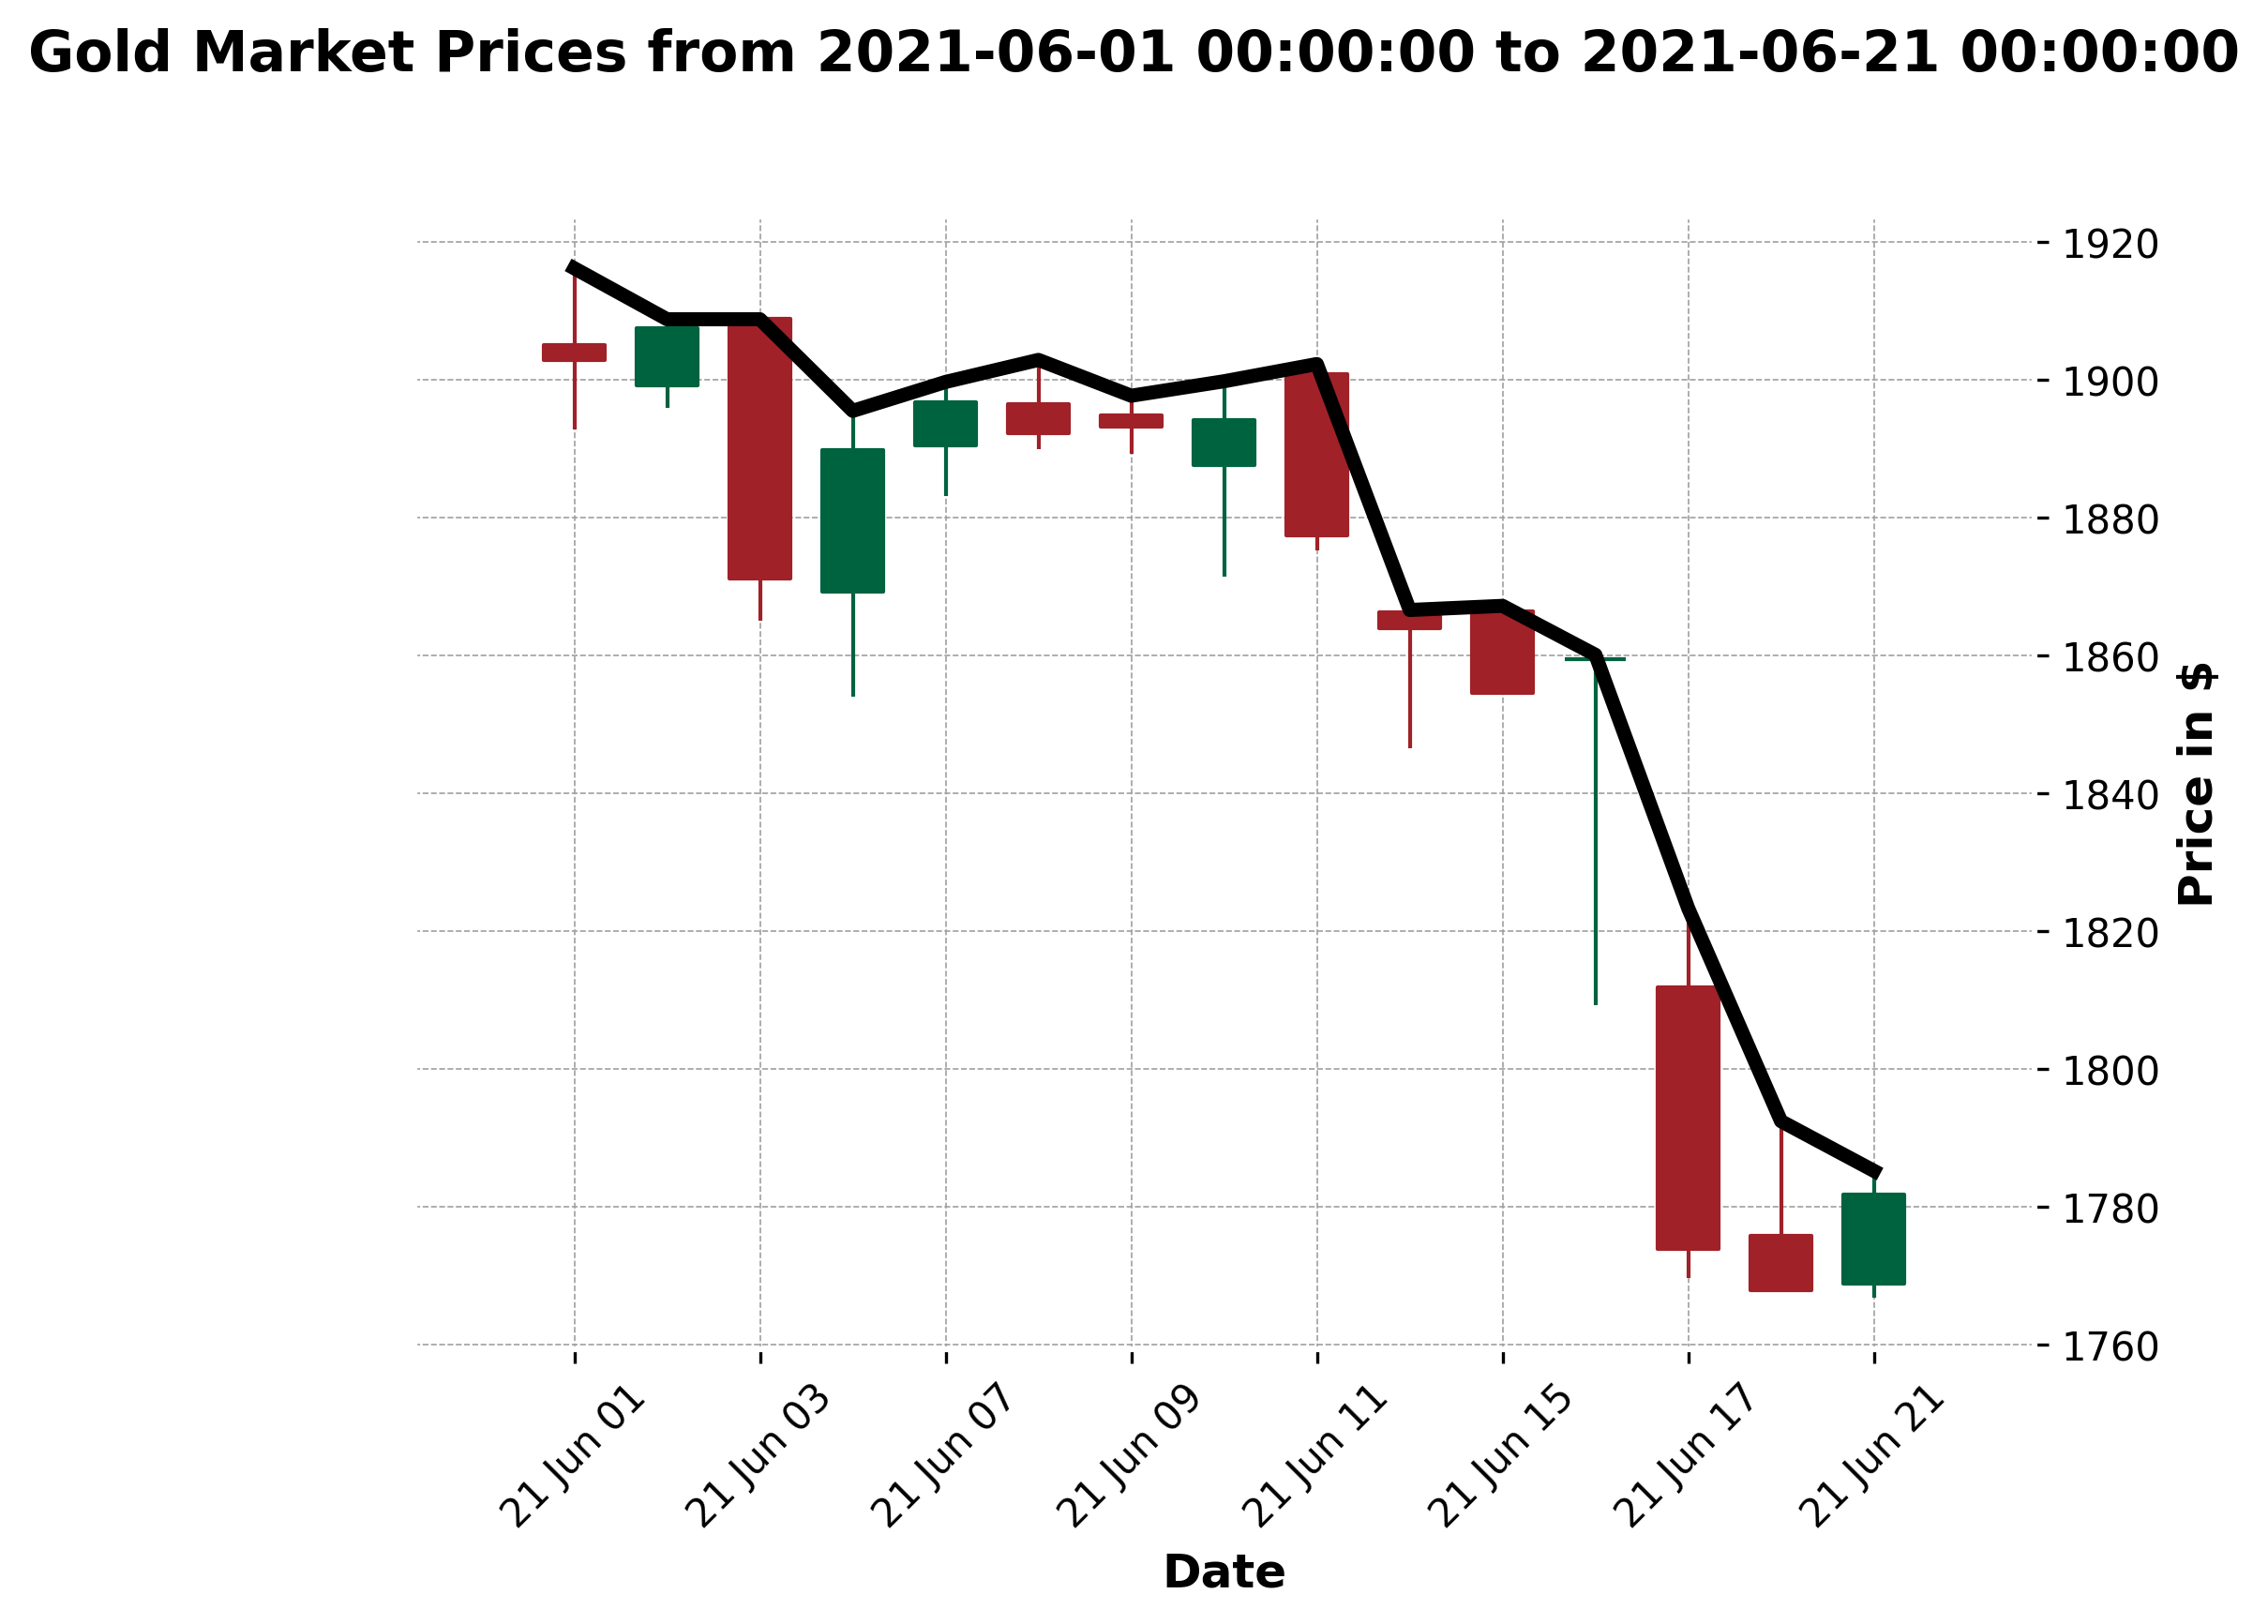 Gold Market Prices from 2021-06-01 00:00:00 to 2021-06-21 00:00:00
1920
1900
1880
1860
1840
1820
1800
1780
1760
Price in $
21 Jun 01
21 Jun 03
21 Jun 07
21 Jun 09
21 Jun 11
21 Jun 15
21 Jun 17
21 Jun 21
Date